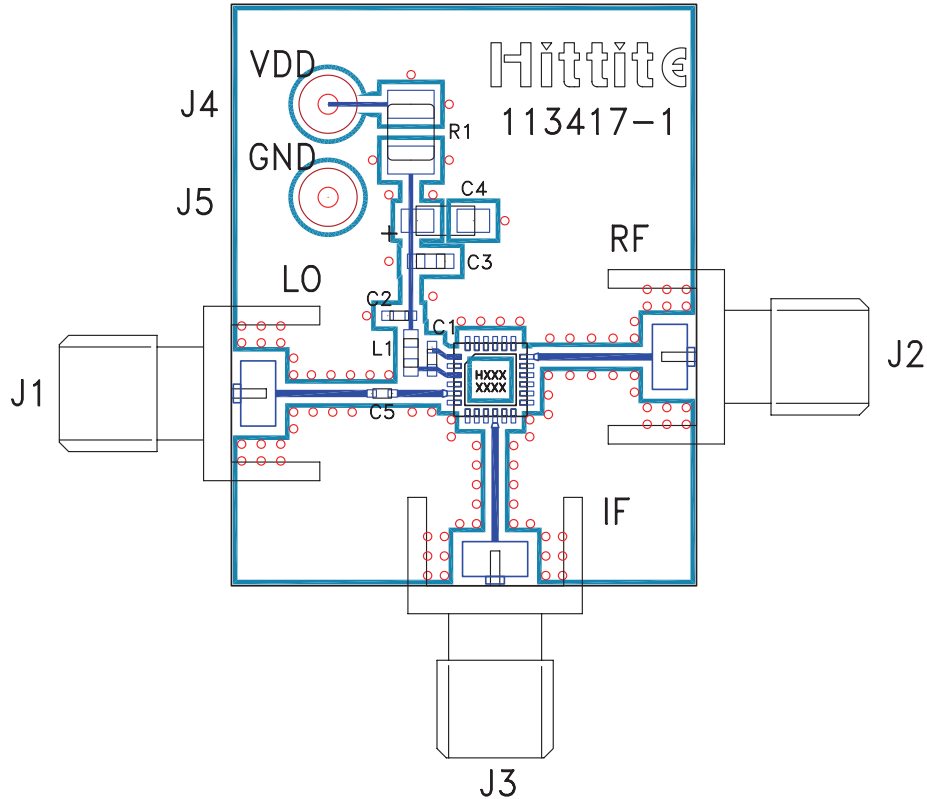 VDD
Hittite
J4
113417-1
R1
GND
C4
J5
RF
C3
LO
C2
C1
L1
J2
HXXX
XXXX
J1
C5
IF
J3